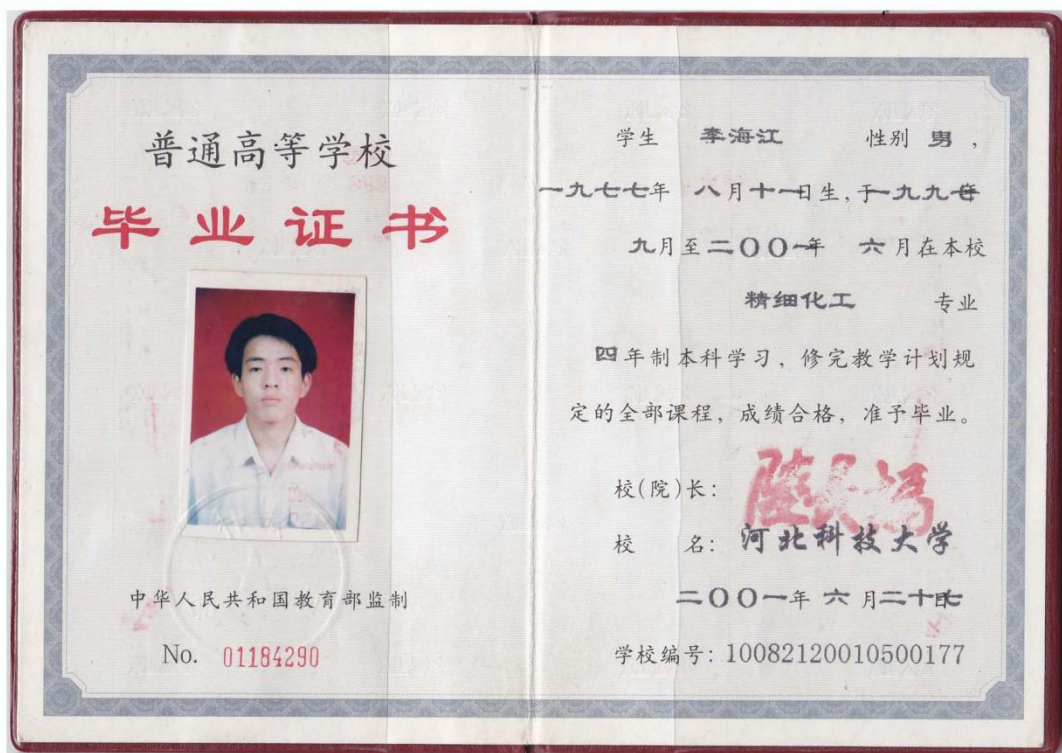 普通高等学校
毕业证书
中华人民共和国教育部监制
No. 01184290
学生 李海江 性别 男，
一九七七年 八月十一日生，于一九九七年
九月至二〇〇一年 六月在本校
精细化工 专业
四年制本科学习，修完教学计划规
定的全部课程，成绩合格，准予毕业。
校(院)长：
校 名：河北科技大学
二〇〇一年 六 月二十七日
学校编号：10082120010500177